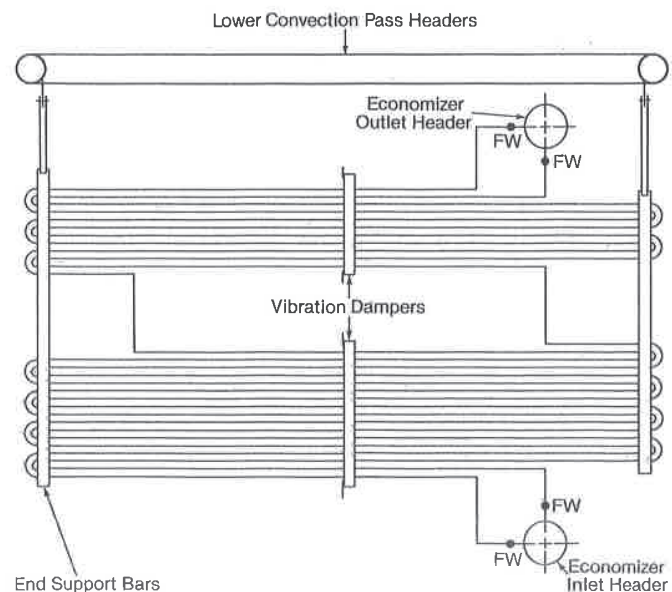 Lower Convection Pass Headers
Economizer
Outlet Header
FW
FW
Vibration Dampers
FW
FW
Economizer
Inlet Header
End Support Bars